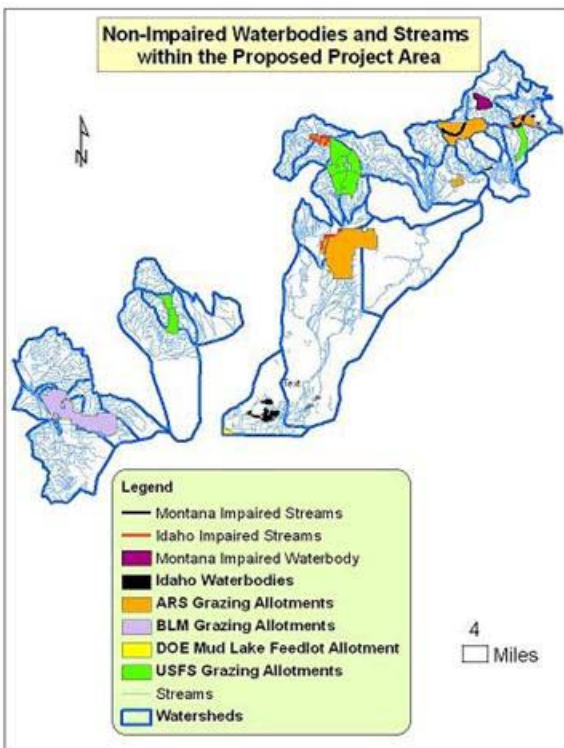 Non-Impaired Waterbodies and Streams
within the Proposed Project Area
N
Text
Legend
Montana Impaired Streams
Idaho Impaired Streams
Montana Impaired Waterbody
Idaho Waterbodies
ARS Grazing Allotments
BLM Grazing Allotments
DOE Mud Lake Feedlot Allotment
USFS Grazing Allotments
Streams
Watersheds
4
Miles